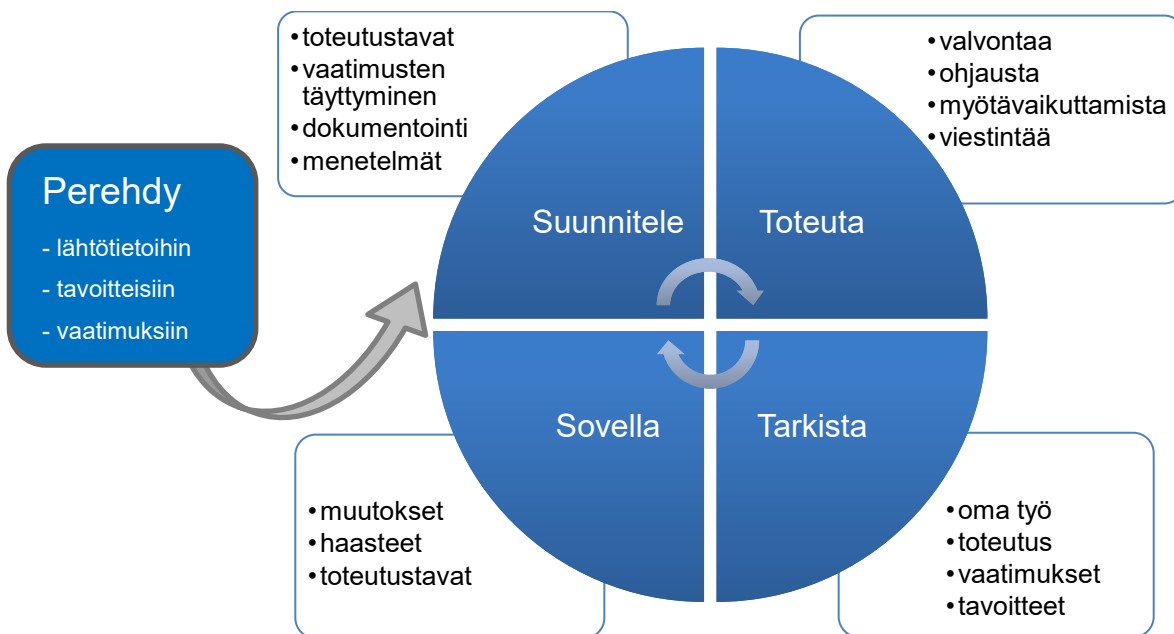 Perehdy
- lähtötietoihin
- tavoitteisiin
- vaatimuksiin
•toteutustavat
•vaatimusten
täyttyminen
•dokumentointi
•menetelmät
Suunnitele
•valvontaa
•ohjausta
•myötävaikuttamista
•viestintää
Toteuta
Sovella
•muutokset
•haasteet
•toteutustavat
Tarkista
•oma työ
•toteutus
•vaatimukset
•tavoitteet